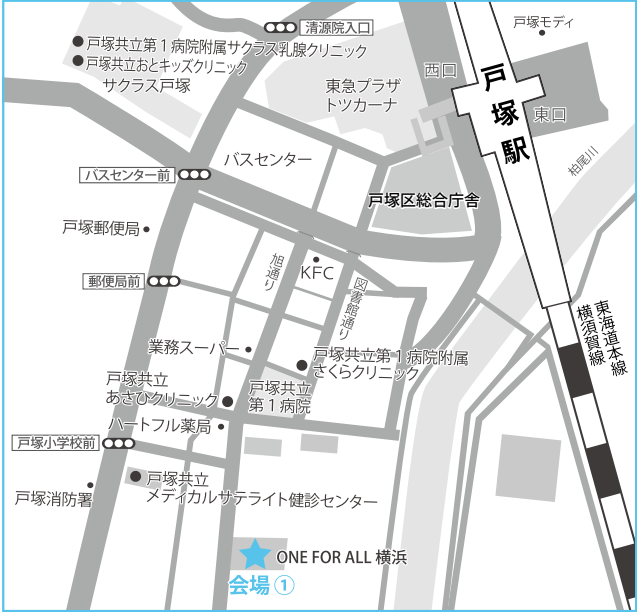 清源院入口
戸塚モディ
戸塚共立第1病院附属サクラス乳腺クリニック
戸塚共立おとキッズクリニック
サクラス戸塚
東急プラザ
トツカーナ
西口
戸塚駅
東口
柏尾川
バスセンター
バスセンター前
戸塚区総合庁舎
戸塚郵便局
旭通り
KFC
図書館通り
郵便局前
東海道本線
横須賀線
業務スーパー
戸塚共立第1病院附属
さくらクリニック
戸塚共立
あさひクリニック
戸塚共立
第1病院
ハートフル薬局
戸塚小学校前
戸塚共立
メディカルサテライト健診センター
戸塚消防署
ONE FOR ALL 横浜
会場①